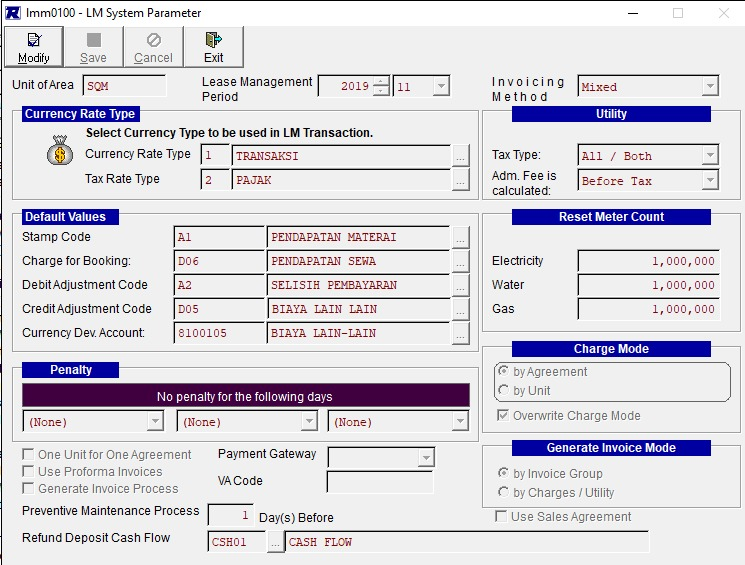 lmm0100 - LM System Parameter
Modify Save Cancel Exit
Unit of Area SQM Lease Management Period 2019 11 Invoicing Method Mixed
Currency Rate Type
Select Currency Type to be used in LM Transaction.
Currency Rate Type 1 TRANSAKSI ...
Tax Rate Type 2 PAJAK ...
Utility
Tax Type: All / Both
Adm. Fee is calculated: Before Tax
Default Values
Stamp Code A1 PENDAPATAN MATERAI ...
Charge for Booking: D06 PENDAPATAN SEWA ...
Debit Adjustment Code A2 SELISIH PEMBAYARAN ...
Credit Adjustment Code D05 BIAYA LAIN LAIN ...
Currency Dev. Account: 8100105 BIAYA LAIN-LAIN ...
Reset Meter Count
Electricity 1,000,000
Water 1,000,000
Gas 1,000,000
Penalty
No penalty for the following days
(None) (None) (None)
Charge Mode
by Agreement
by Unit
Overwrite Charge Mode
One Unit for One Agreement
Use Proforma Invoices
Generate Invoice Process
Payment Gateway
VA Code
Generate Invoice Mode
by Invoice Group
by Charges / Utility
Use Sales Agreement
Preventive Maintenance Process 1 Day(s) Before
Refund Deposit Cash Flow CSH01 ... CASH FLOW